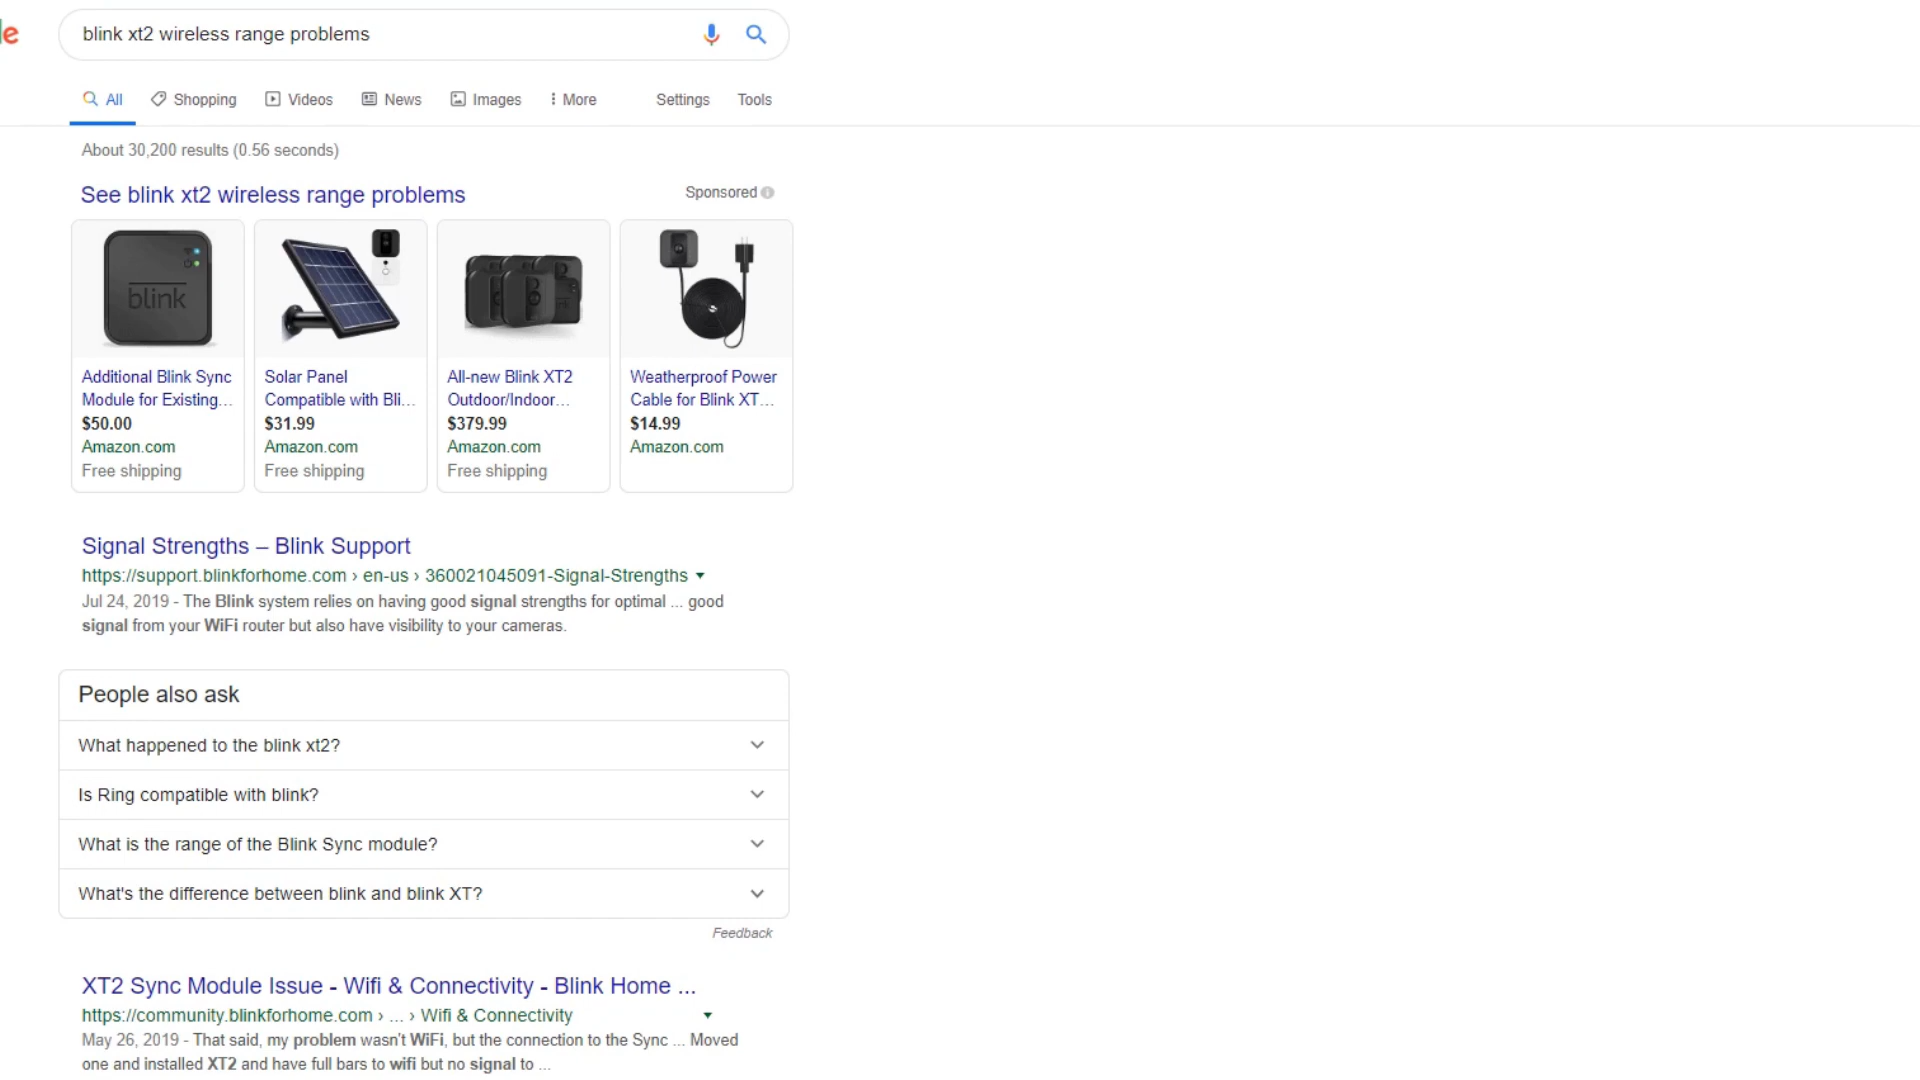 e
blink xt2 wireless range problems
All Shopping Videos News Images More Settings Tools
About 30,200 results (0.56 seconds)
See blink xt2 wireless range problems
Sponsored
blink
Additional Blink Sync
Module for Existing...
$50.00
Amazon.com
Free shipping
Solar Panel
Compatible with Bli...
$31.99
Amazon.com
Free shipping
All-new Blink XT2
Outdoor/Indoor...
$379.99
Amazon.com
Free shipping
Weatherproof Power
Cable for Blink XT...
$14.99
Amazon.com
Signal Strengths – Blink Support
https://support.blinkforhome.com › en-us › 360021045091-Signal-Strengths
Jul 24, 2019 - The Blink system relies on having good signal strengths for optimal ... good
signal from your WiFi router but also have visibility to your cameras.
People also ask
What happened to the blink xt2?
Is Ring compatible with blink?
What is the range of the Blink Sync module?
What's the difference between blink and blink XT?
Feedback
XT2 Sync Module Issue - Wifi & Connectivity - Blink Home ...
https://community.blinkforhome.com › ... › Wifi & Connectivity
May 26, 2019 - That said, my problem wasn't WiFi, but the connection to the Sync ... Moved
one and installed XT2 and have full bars to wifi but no signal to ...